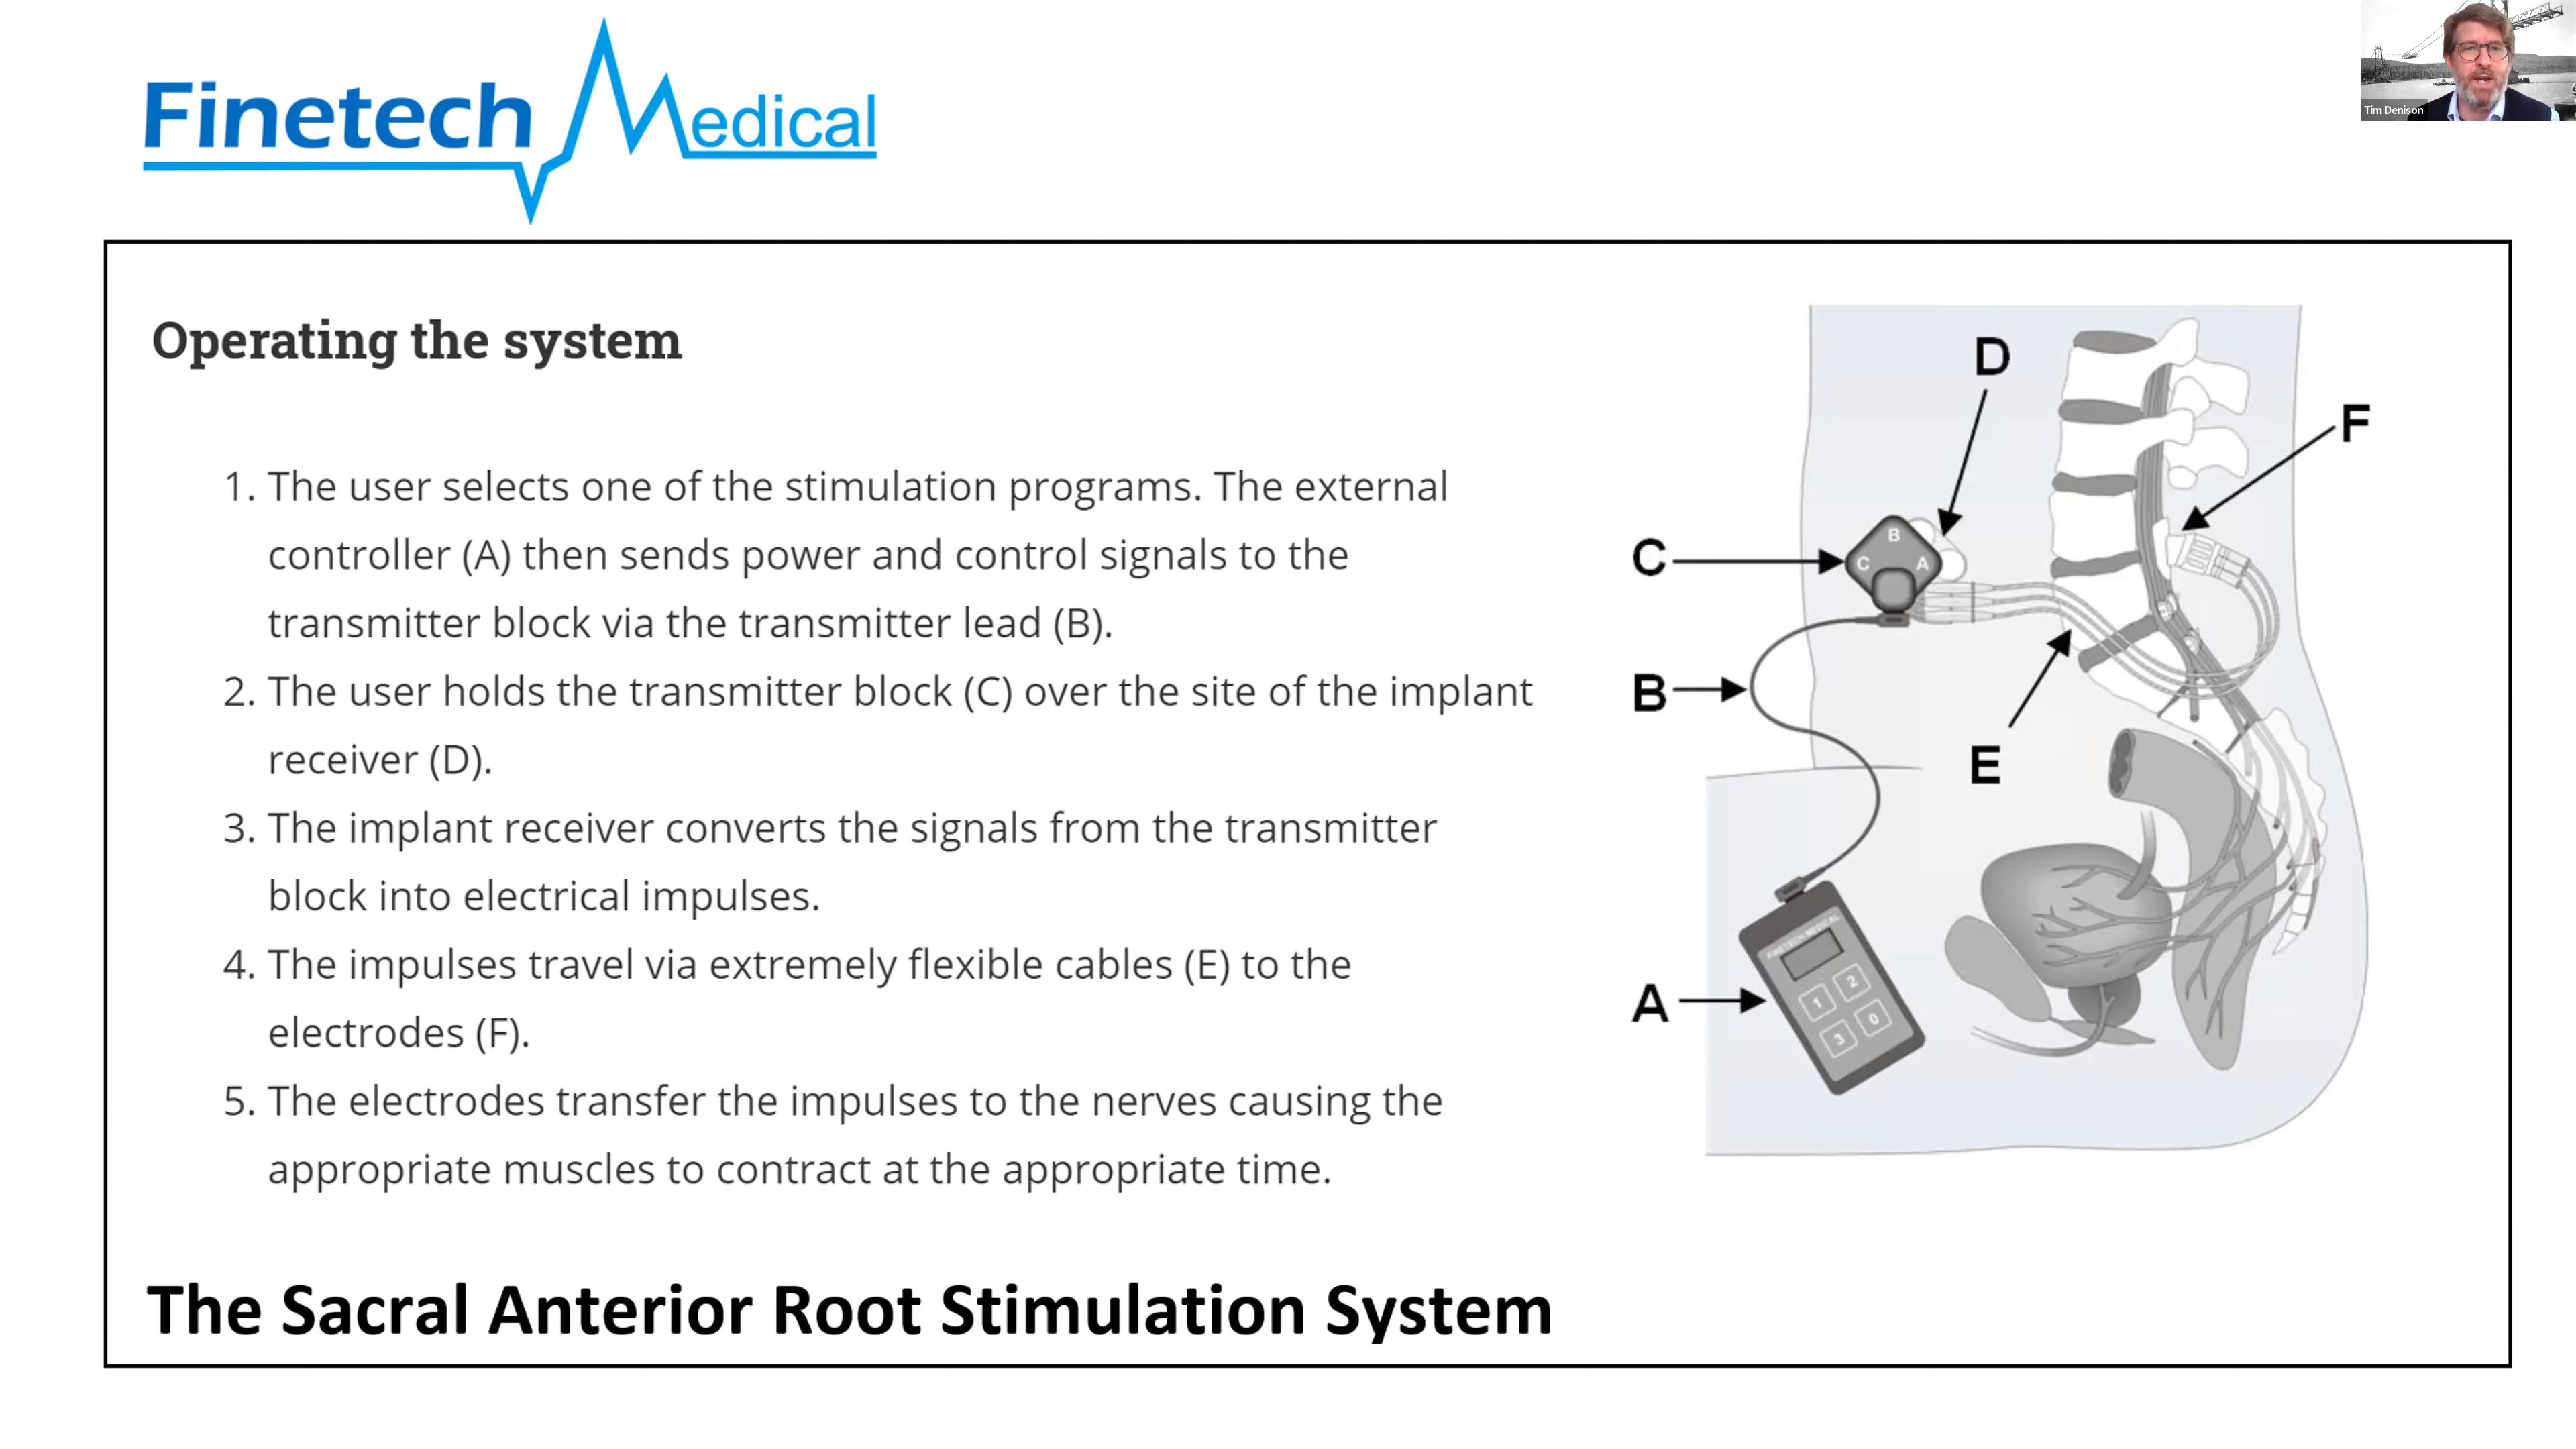 Finetech Medical
Tim Denison
Operating the system
1. The user selects one of the stimulation programs. The external
controller (A) then sends power and control signals to the
transmitter block via the transmitter lead (B).
2. The user holds the transmitter block (C) over the site of the implant
receiver (D).
3. The implant receiver converts the signals from the transmitter
block into electrical impulses.
4. The impulses travel via extremely flexible cables (E) to the
electrodes (F).
5. The electrodes transfer the impulses to the nerves causing the
appropriate muscles to contract at the appropriate time.
D
F
C
B
C
A
B
E
A
FINETECH MEDICAL
1
2
3
0
The Sacral Anterior Root Stimulation System